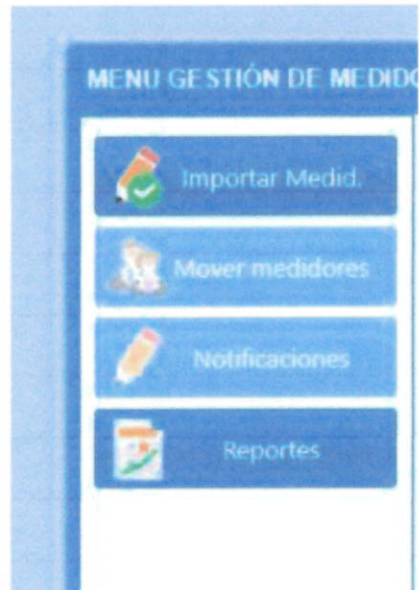 MENU GESTIÓN DE MEDIDO
Importar Medid.
Mover medidores
Notificaciones
Reportes